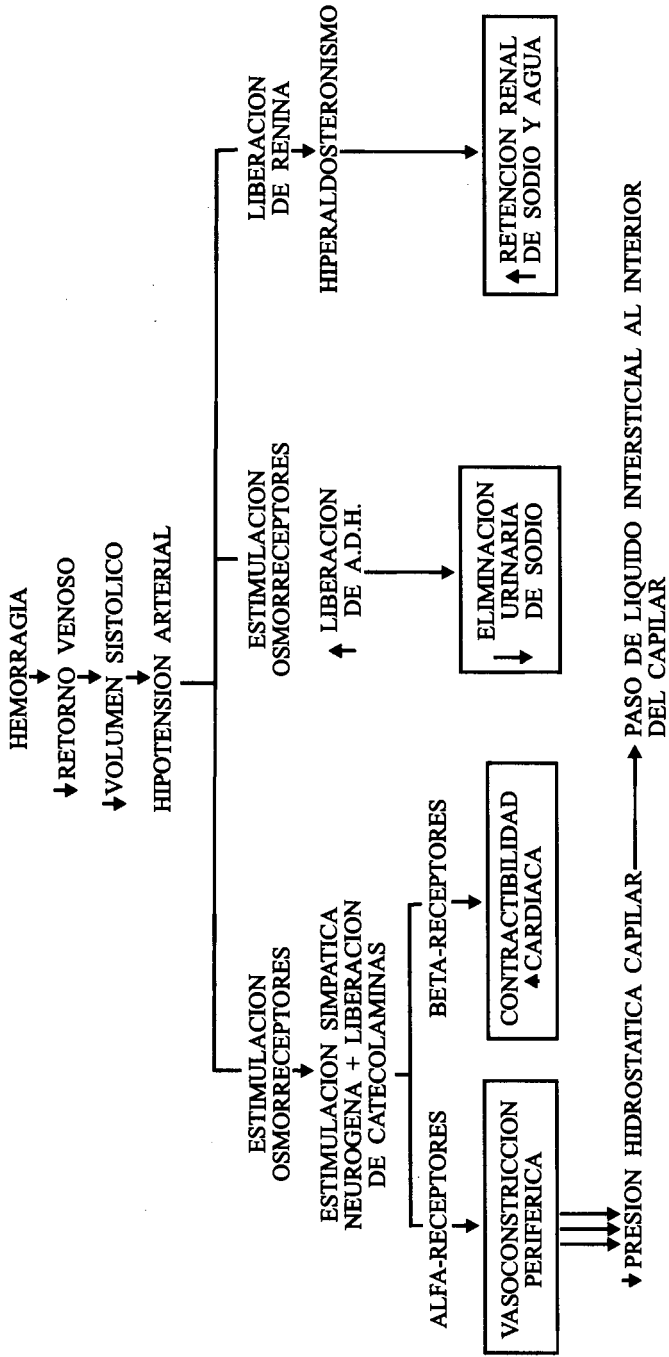 HEMORRAGIA
↓RETORNO VENOSO
↓VOLUMEN SISTOLICO
HIPOTENSION ARTERIAL
ESTIMULACION
OSMORRECEPTORES
ESTIMULACION SIMPATICA
NEUROGENA + LIBERACION
DE CATECOLAMINAS
ALFA-RECEPTORES
VASOCONSTRICCION
PERIFERICA
BETA-RECEPTORES
CONTRACTIBILIDAD
↑CARDIACA
ESTIMULACION
OSMORRECEPTORES
↑ LIBERACION
DE A.D.H.
ELIMINACION
↓ URINARIA
DE SODIO
LIBERACION
DE RENINA
HIPERALDOSTERONISMO
↑ RETENCION RENAL
DE SODIO Y AGUA
↓PRESION HIDROSTATICA CAPILAR → PASO DE LIQUIDO INTERSTICIAL AL INTERIOR
DEL CAPILAR